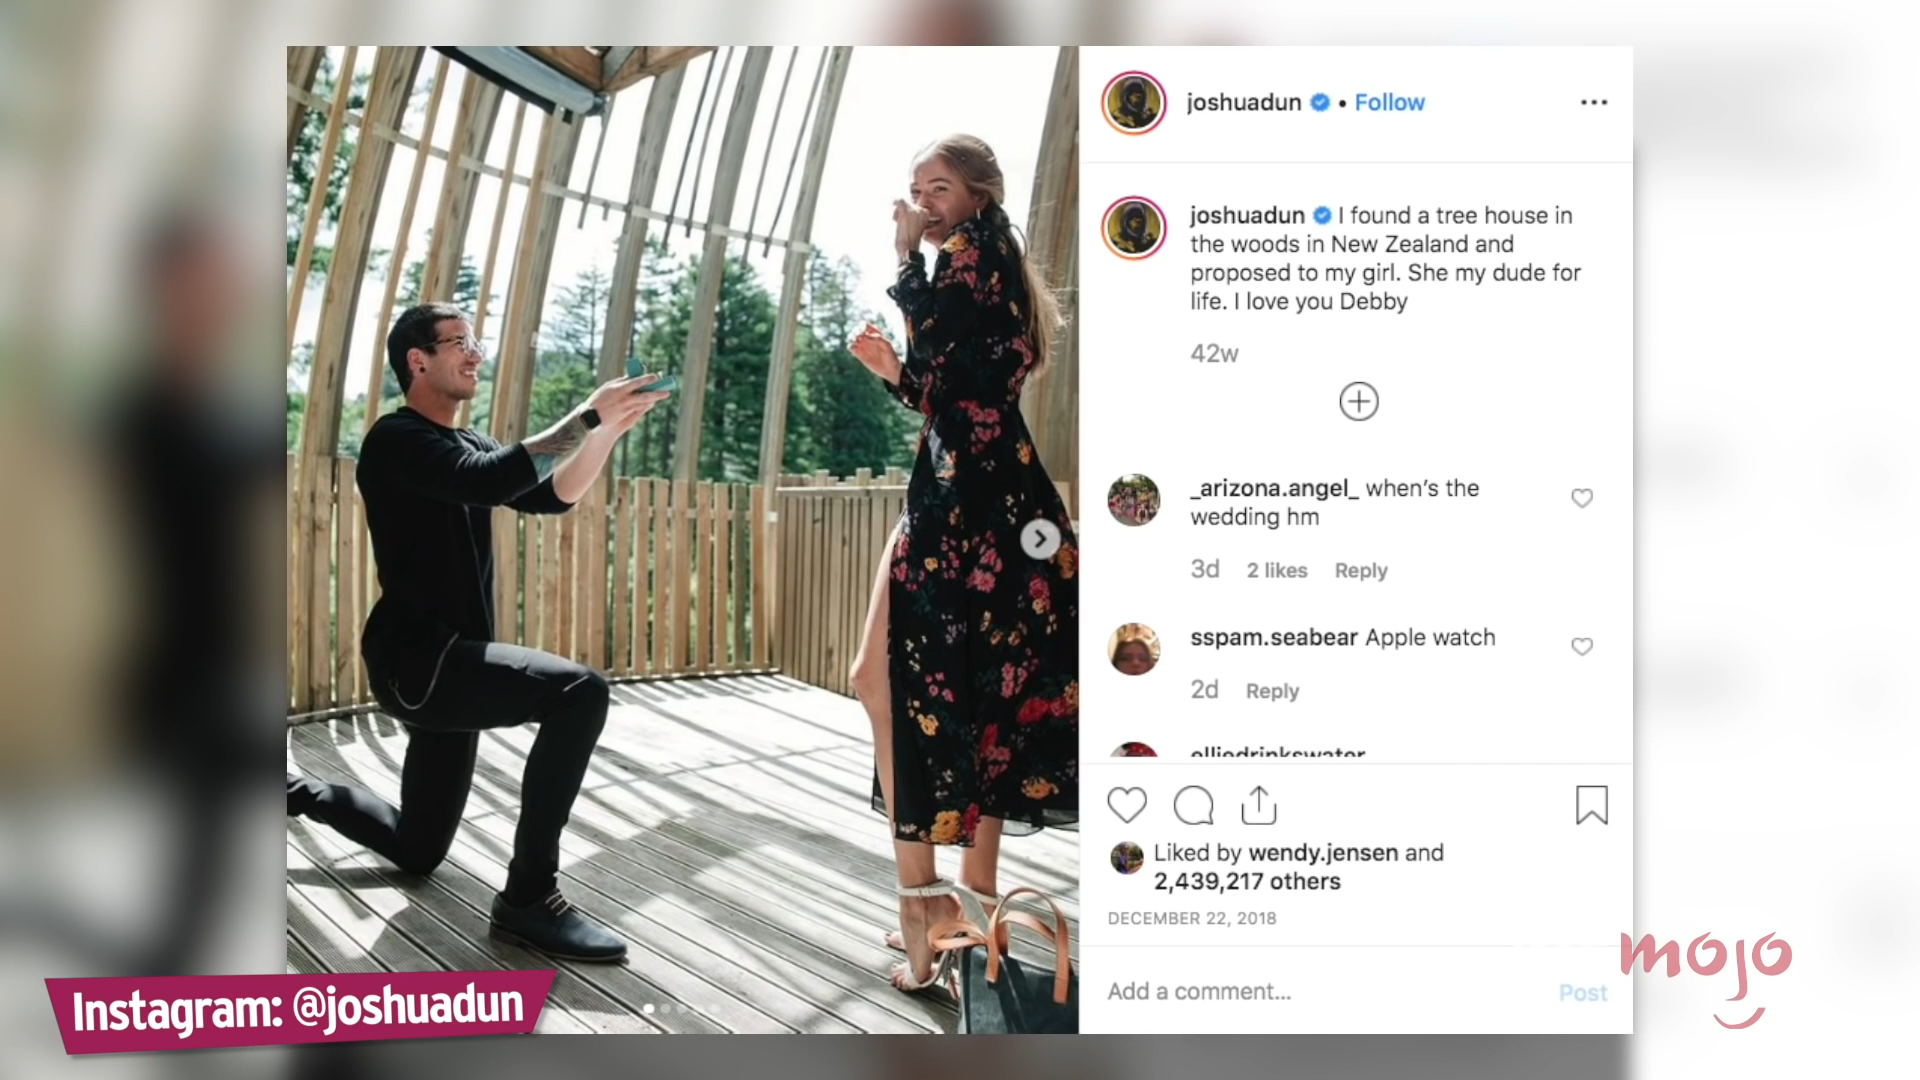 joshuadun • Follow
joshuadun I found a tree house in
the woods in New Zealand and
proposed to my girl. She my dude for
life. I love you Debby
42w
_arizona.angel_ when's the
wedding hm
3d 2 likes Reply
sspam.seabear Apple watch
2d Reply
elliedrinkswater
Liked by wendy.jensen and
2,439,217 others
DECEMBER 22, 2018
Add a comment... Post
Instagram: @joshuadun
mojo